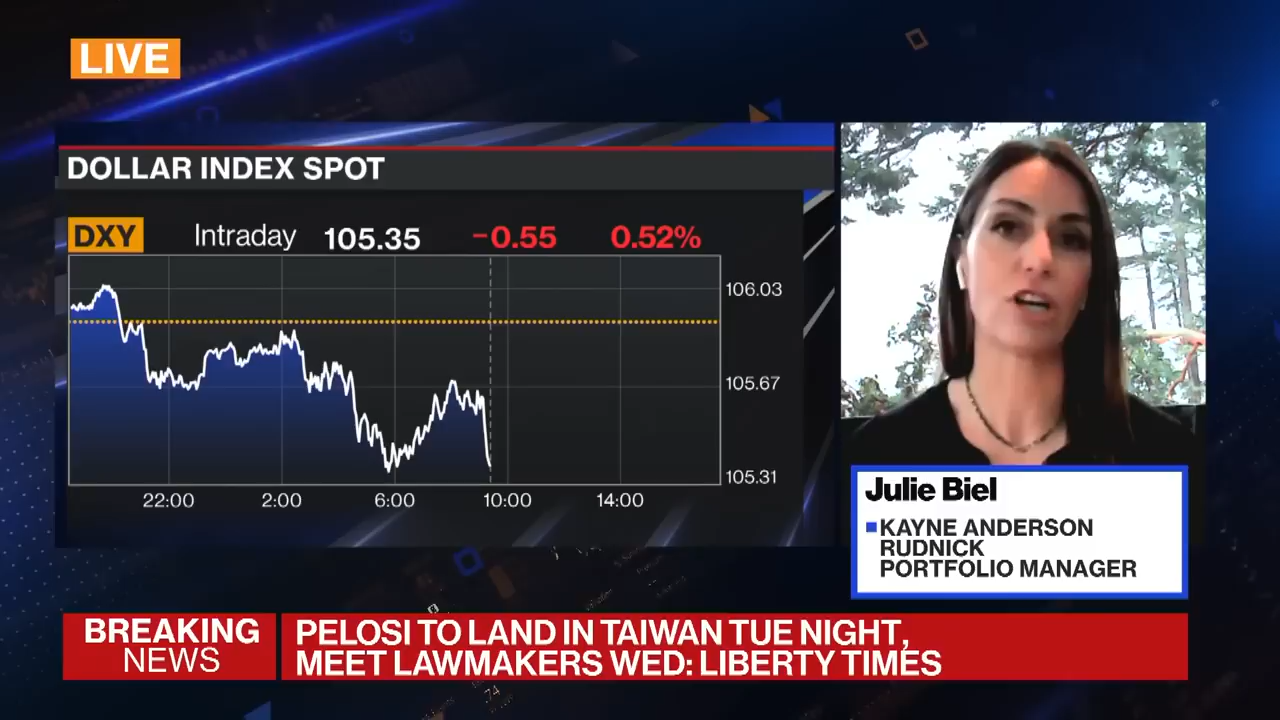 LIVE
DOLLAR INDEX SPOT
DXY Intraday 105.35 -0.55 0.52%
106.03
105.67
105.31
22:00 2:00 6:00 10:00 14:00
Julie Biel
KAYNE ANDERSON
RUDNICK
PORTFOLIO MANAGER
BREAKING
NEWS
PELOSI TO LAND IN TAIWAN TUE NIGHT,
MEET LAWMAKERS WED: LIBERTY TIMES
74